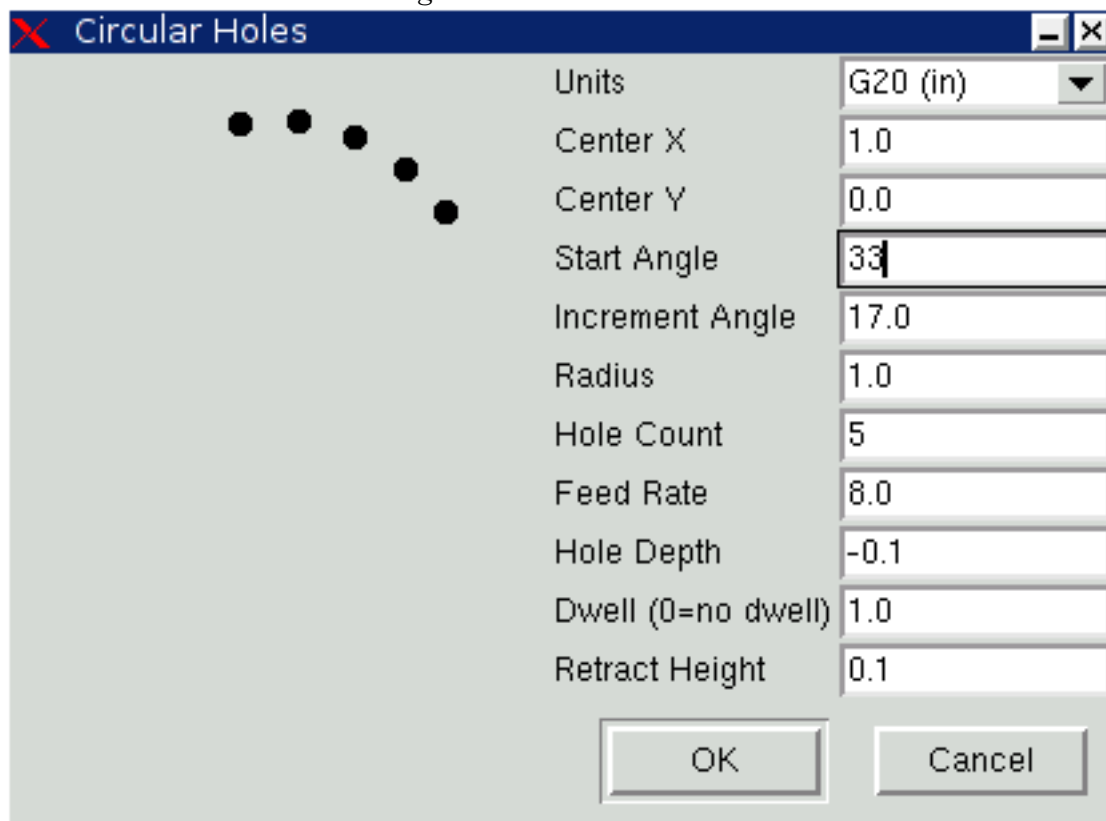 Circular Holes
Units G20 (in)
Center X 1.0
Center Y 0.0
Start Angle 33
Increment Angle 17.0
Radius 1.0
Hole Count 5
Feed Rate 8.0
Hole Depth -0.1
Dwell (0=no dwell) 1.0
Retract Height 0.1
OK Cancel